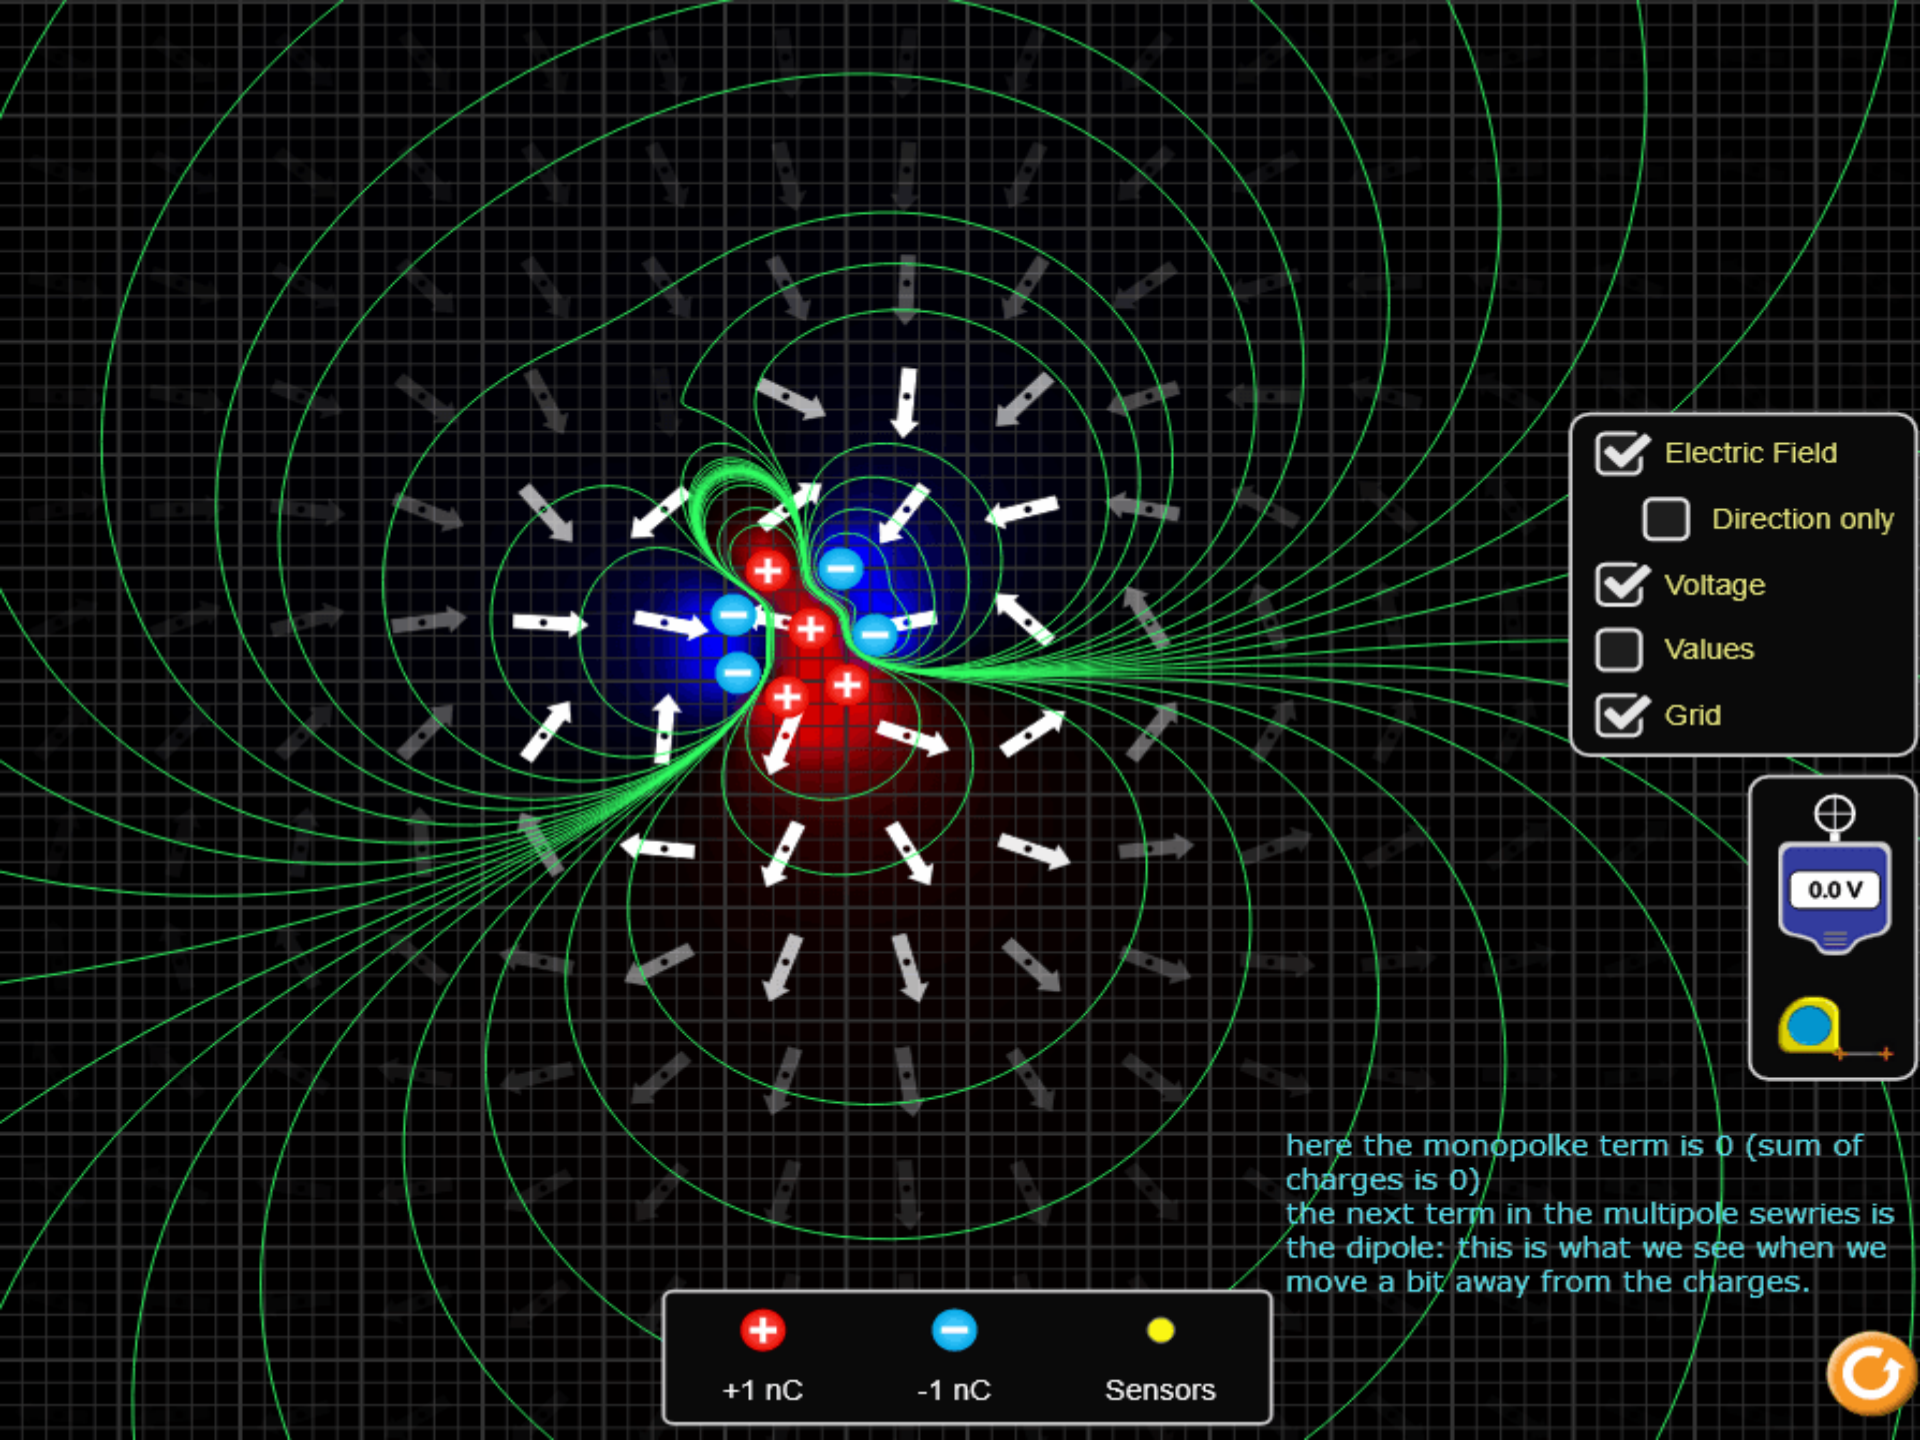 Electric Field
Direction only
Voltage
Values
Grid
0.0 V
here the monopolke term is 0 (sum of
charges is 0)
the next term in the multipole sewries is
the dipole: this is what we see when we
move a bit away from the charges.
+1 nC
-1 nC
Sensors